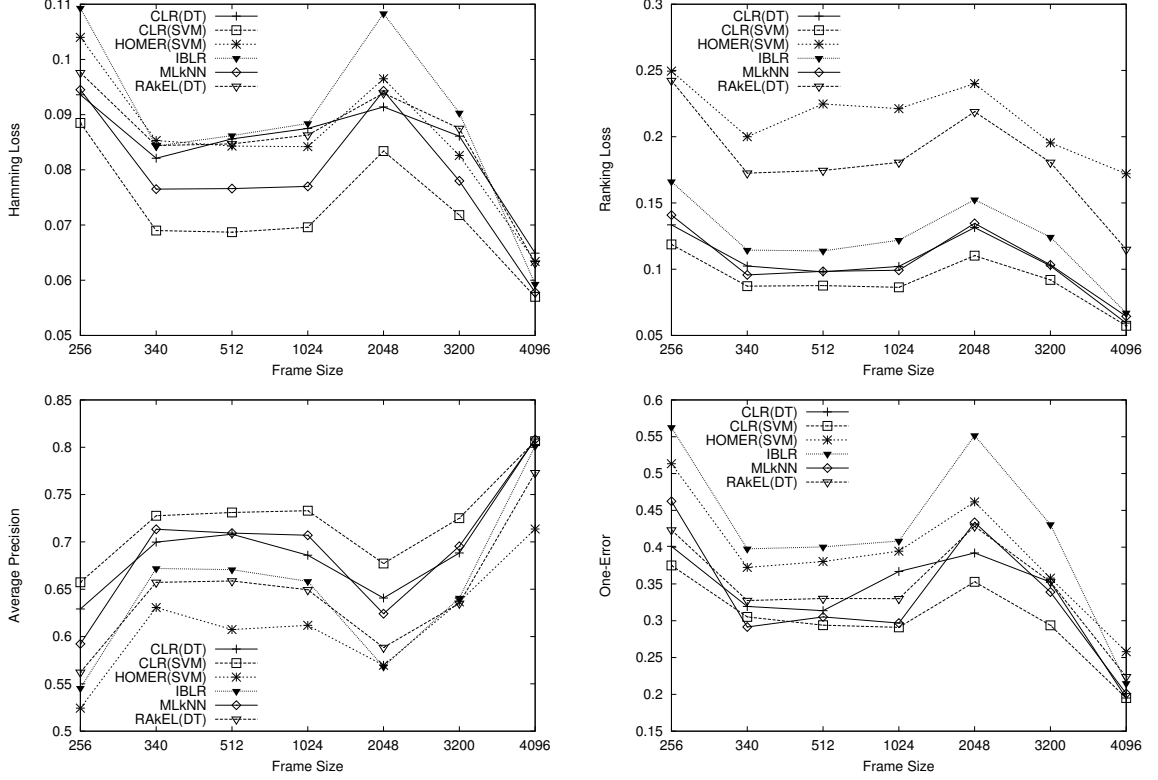 0.11
0.1
0.09
0.08
0.07
0.06
0.05
Hamming Loss
CLR(DT)
CLR(SVM)
HOMER(SVM)
IBLR
MLkNN
RAkEL(DT)
256 340 512 1024 2048 3200 4096
Frame Size
0.3
0.25
0.2
0.15
0.1
0.05
Ranking Loss
CLR(DT)
CLR(SVM)
HOMER(SVM)
IBLR
MLkNN
RAkEL(DT)
256 340 512 1024 2048 3200 4096
Frame Size
0.85
0.8
0.75
0.7
0.65
0.6
0.55
0.5
Average Precision
CLR(DT)
CLR(SVM)
HOMER(SVM)
IBLR
MLkNN
RAkEL(DT)
256 340 512 1024 2048 3200 4096
Frame Size
0.6
0.55
0.5
0.45
0.4
0.35
0.3
0.25
0.2
0.15
One-Error
CLR(DT)
CLR(SVM)
HOMER(SVM)
IBLR
MLkNN
RAkEL(DT)
256 340 512 1024 2048 3200 4096
Frame Size